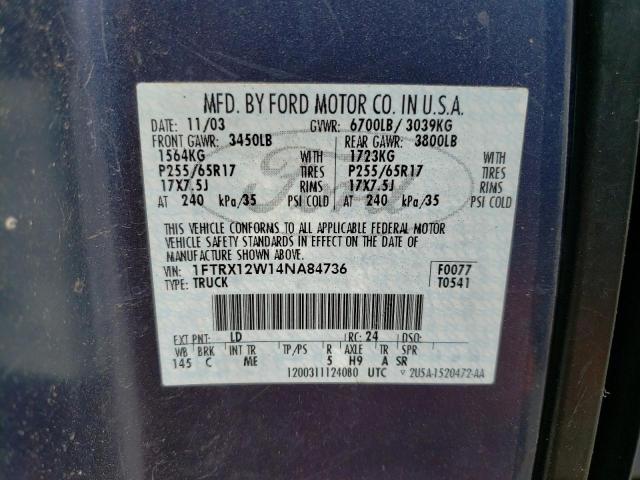 MFD. BY FORD MOTOR CO. IN U.S.A.
DATE: 11/03 GVWR: 6700LB/ 3039KG
FRONT GAWR: 3450LB REAR GAWR: 3800LB
1564KG WITH 1723KG WITH
P255/65R17 TIRES P255/65R17 TIRES
17X7.5J RIMS 17X7.5J RIMS
AT 240 kPa/35 PSI COLD AT 240 kPa/35 PSI COLD
THIS VEHICLE CONFORMS TO ALL APPLICABLE FEDERAL MOTOR
VEHICLE SAFETY STANDARDS IN EFFECT ON THE DATE OF
MANUFACTURE SHOWN ABOVE.
VIN: 1FTRX12W14NA84736 F0077
TYPE: TRUCK T0541
Ford
EXT PNT: LD RC: 24 DSO:
WB BRK INT TR TP/PS R AXLE TR SPR
145 C ME 5 H9 A SR
1200311124080 UTC ▽ 2U5A-1520472-AA